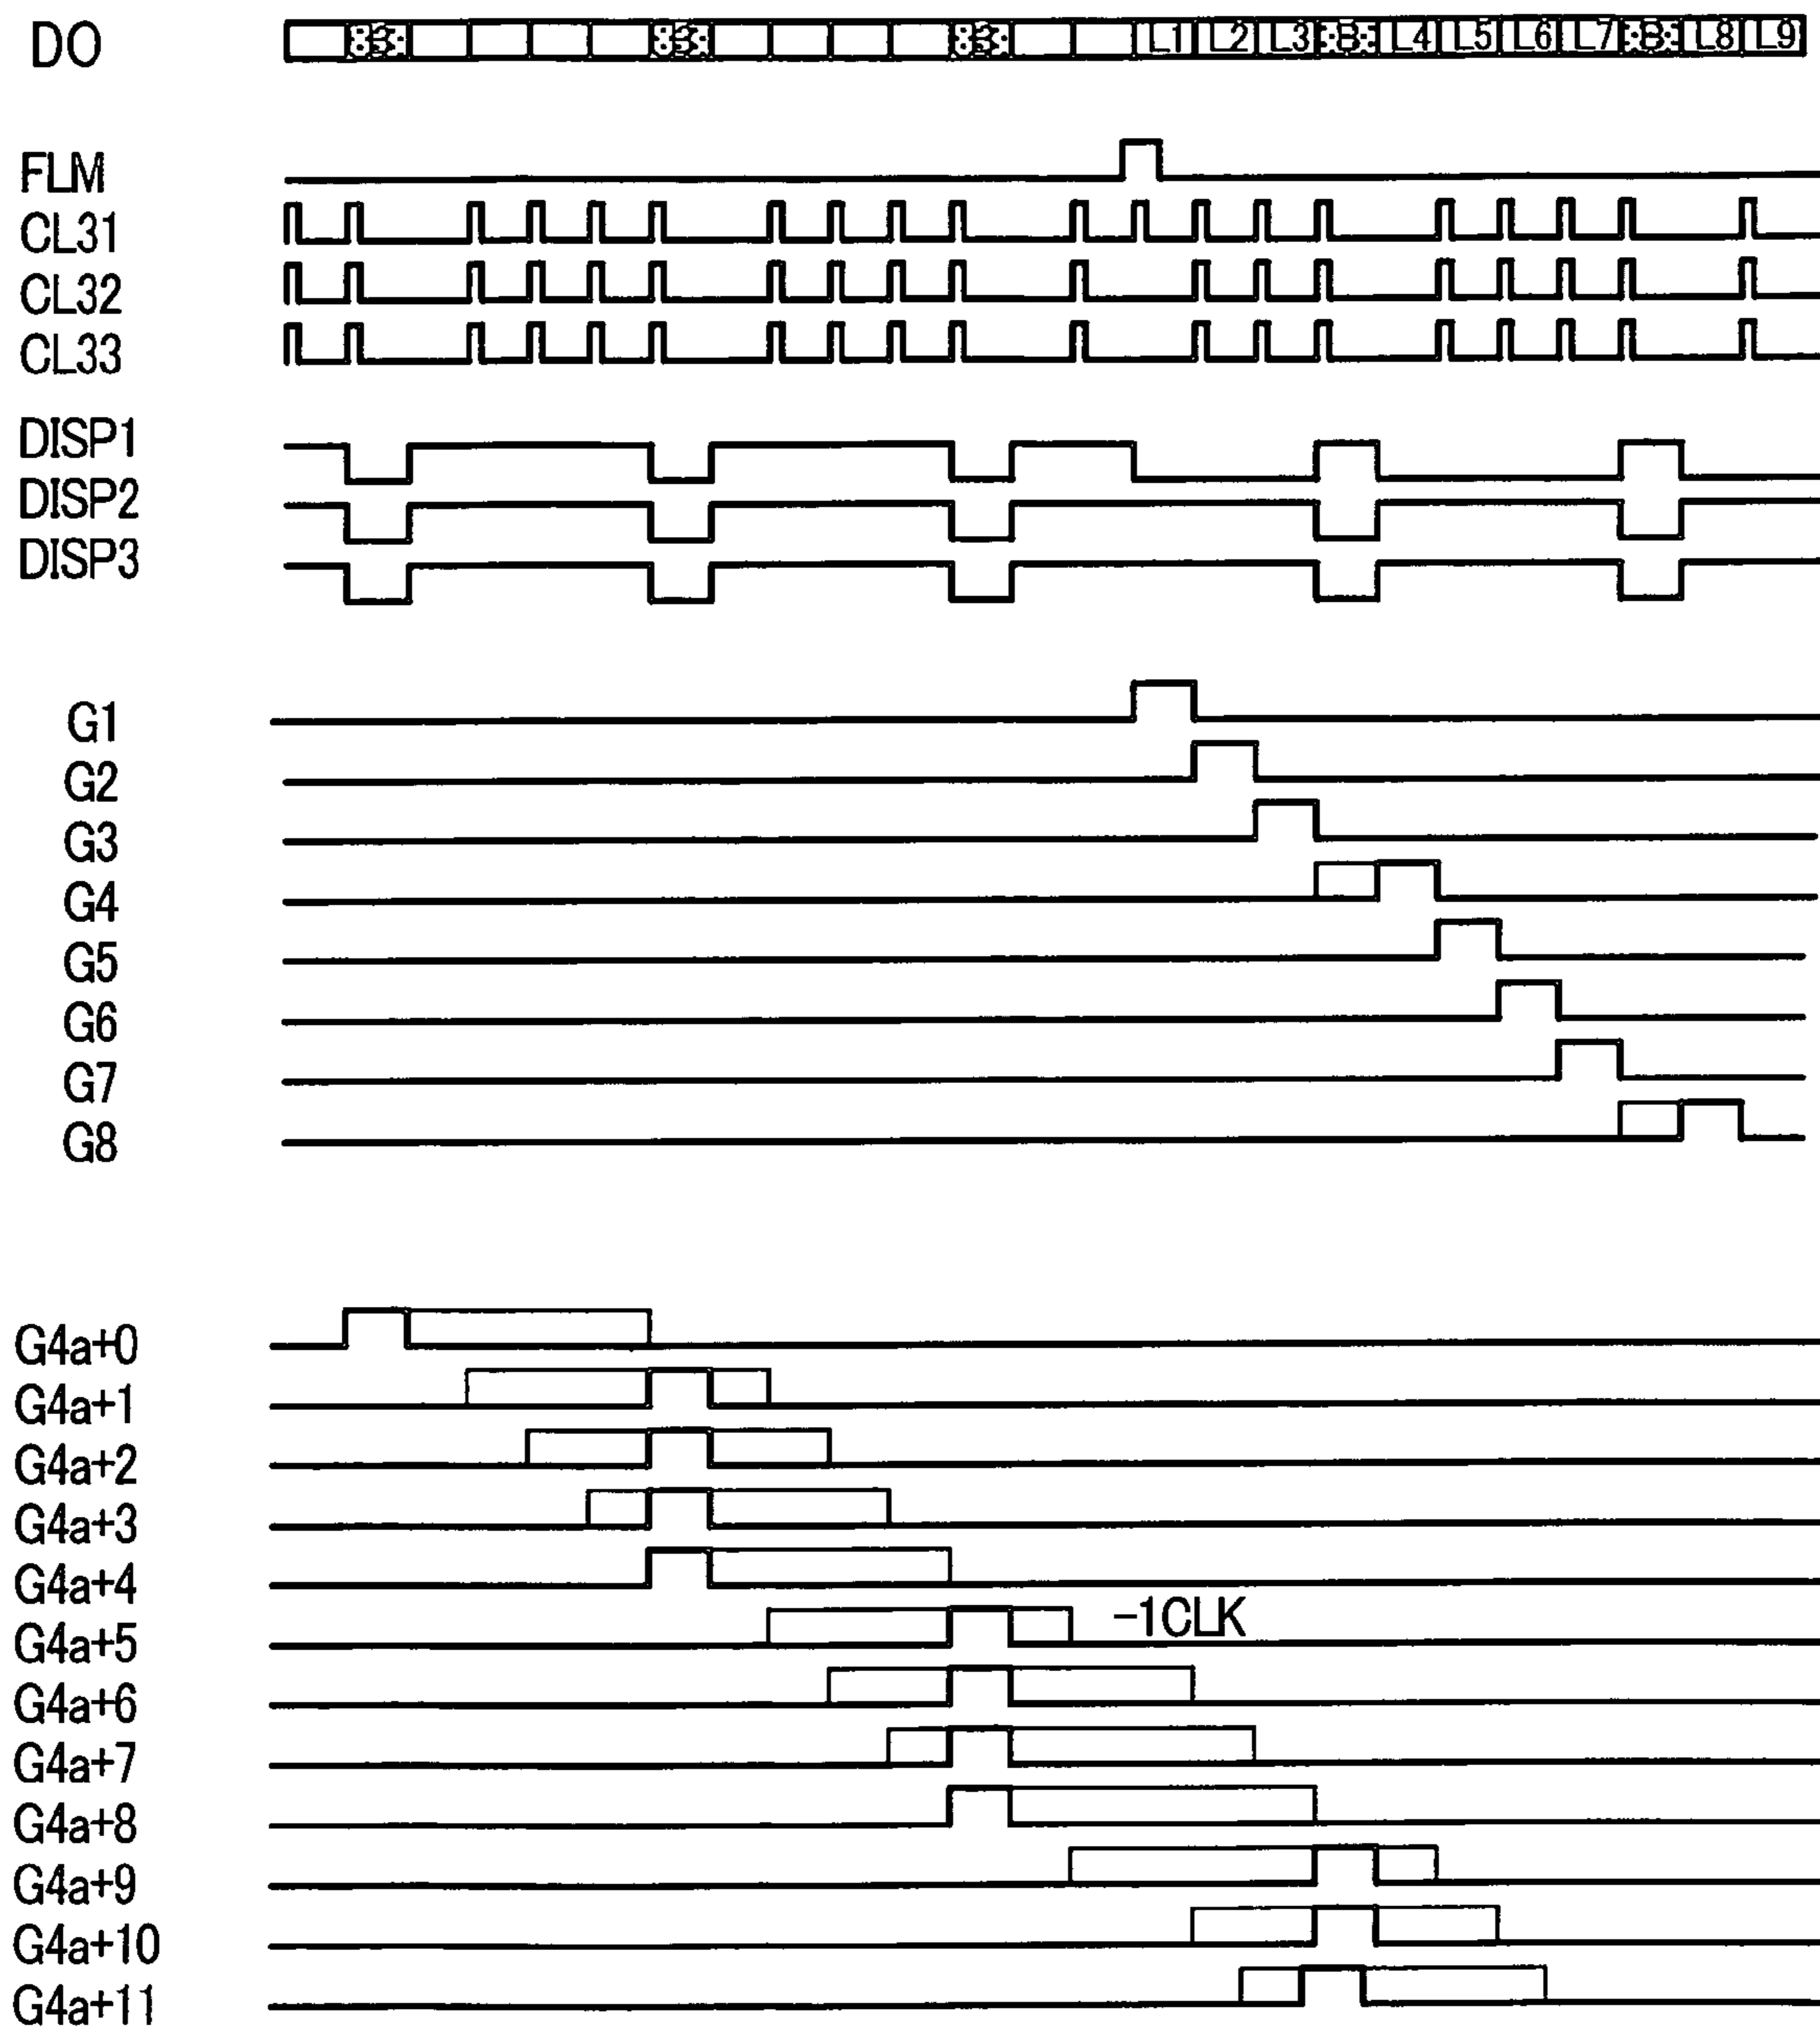 DO L1 L2 L3 B L4 L5 L6 L7 B L8 L9
FLM
CL31
CL32
CL33
DISP1
DISP2
DISP3
G1
G2
G3
G4
G5
G6
G7
G8
G4a+0
G4a+1
G4a+2
G4a+3
G4a+4
G4a+5 -1CLK
G4a+6
G4a+7
G4a+8
G4a+9
G4a+10
G4a+11